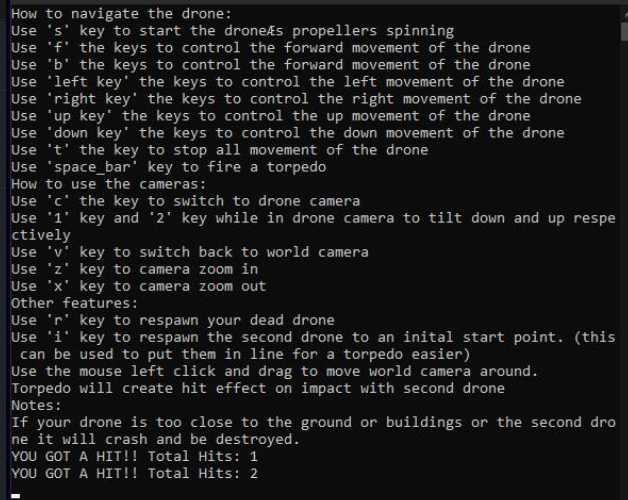 How to navigate the drone:
Use 's' key to start the droneÆs propellers spinning
Use 'f' the keys to control the forward movement of the drone
Use 'b' the keys to control the forward movement of the drone
Use 'left key' the keys to control the left movement of the drone
Use 'right key' the keys to control the right movement of the drone
Use 'up key' the keys to control the up movement of the drone
Use 'down key' the keys to control the down movement of the drone
Use 't' the key to stop all movement of the drone
Use 'space_bar' key to fire a torpedo
How to use the cameras:
Use 'c' the key to switch to drone camera
Use '1' key and '2' key while in drone camera to tilt down and up respe
ctively
Use 'v' key to switch back to world camera
Use 'z' key to camera zoom in
Use 'x' key to camera zoom out
Other features:
Use 'r' key to respawn your dead drone
Use 'i' key to respawn the second drone to an inital start point. (this
 can be used to put them in line for a torpedo easier)
Use the mouse left click and drag to move world camera around.
Torpedo will create hit effect on impact with second drone
Notes:
If your drone is too close to the ground or buildings or the second dro
ne it will crash and be destroyed.
YOU GOT A HIT!! Total Hits: 1
YOU GOT A HIT!! Total Hits: 2